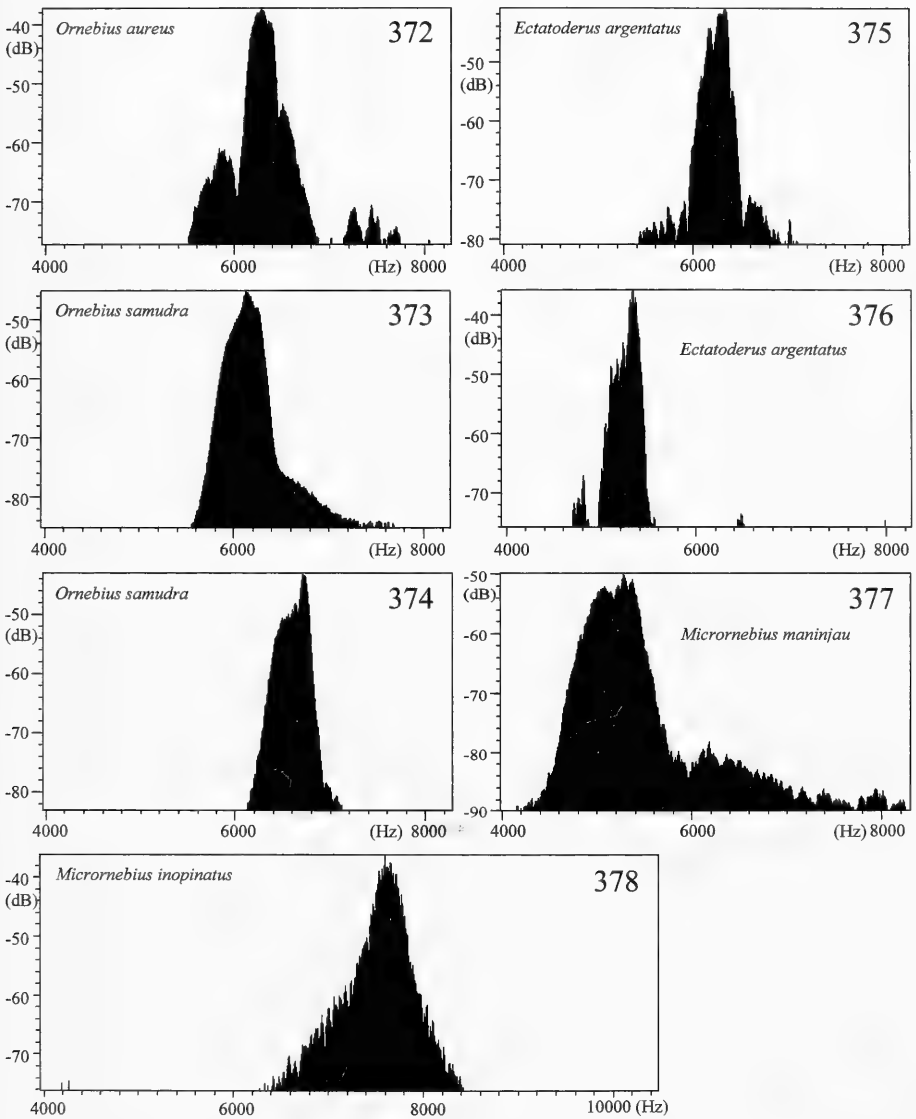 Ornebius aureus 372
-40
(dB)
-50
-60
-70
4000 6000 (Hz) 8000
Ectatoderus argentatus 375
-50
(dB)
-60
-70
-80
4000 6000 (Hz) 8000
Ornebius samudra 373
-50
(dB)
-60
-70
-80
4000 6000 (Hz) 8000
376
-40
(dB)
Ectatoderus argentatus
-50
-60
-70
4000 6000 (Hz) 8000
Ornebius samudra 374
-50
(dB)
-60
-70
-80
4000 6000 (Hz) 8000
-50 377
(dB)
Micrornebius maninjau
-60
-70
-80
-90
4000 6000 (Hz) 8000
Micrornebius inopinatus 378
-40
(dB)
-50
-60
-70
4000 6000 8000 10000 (Hz)